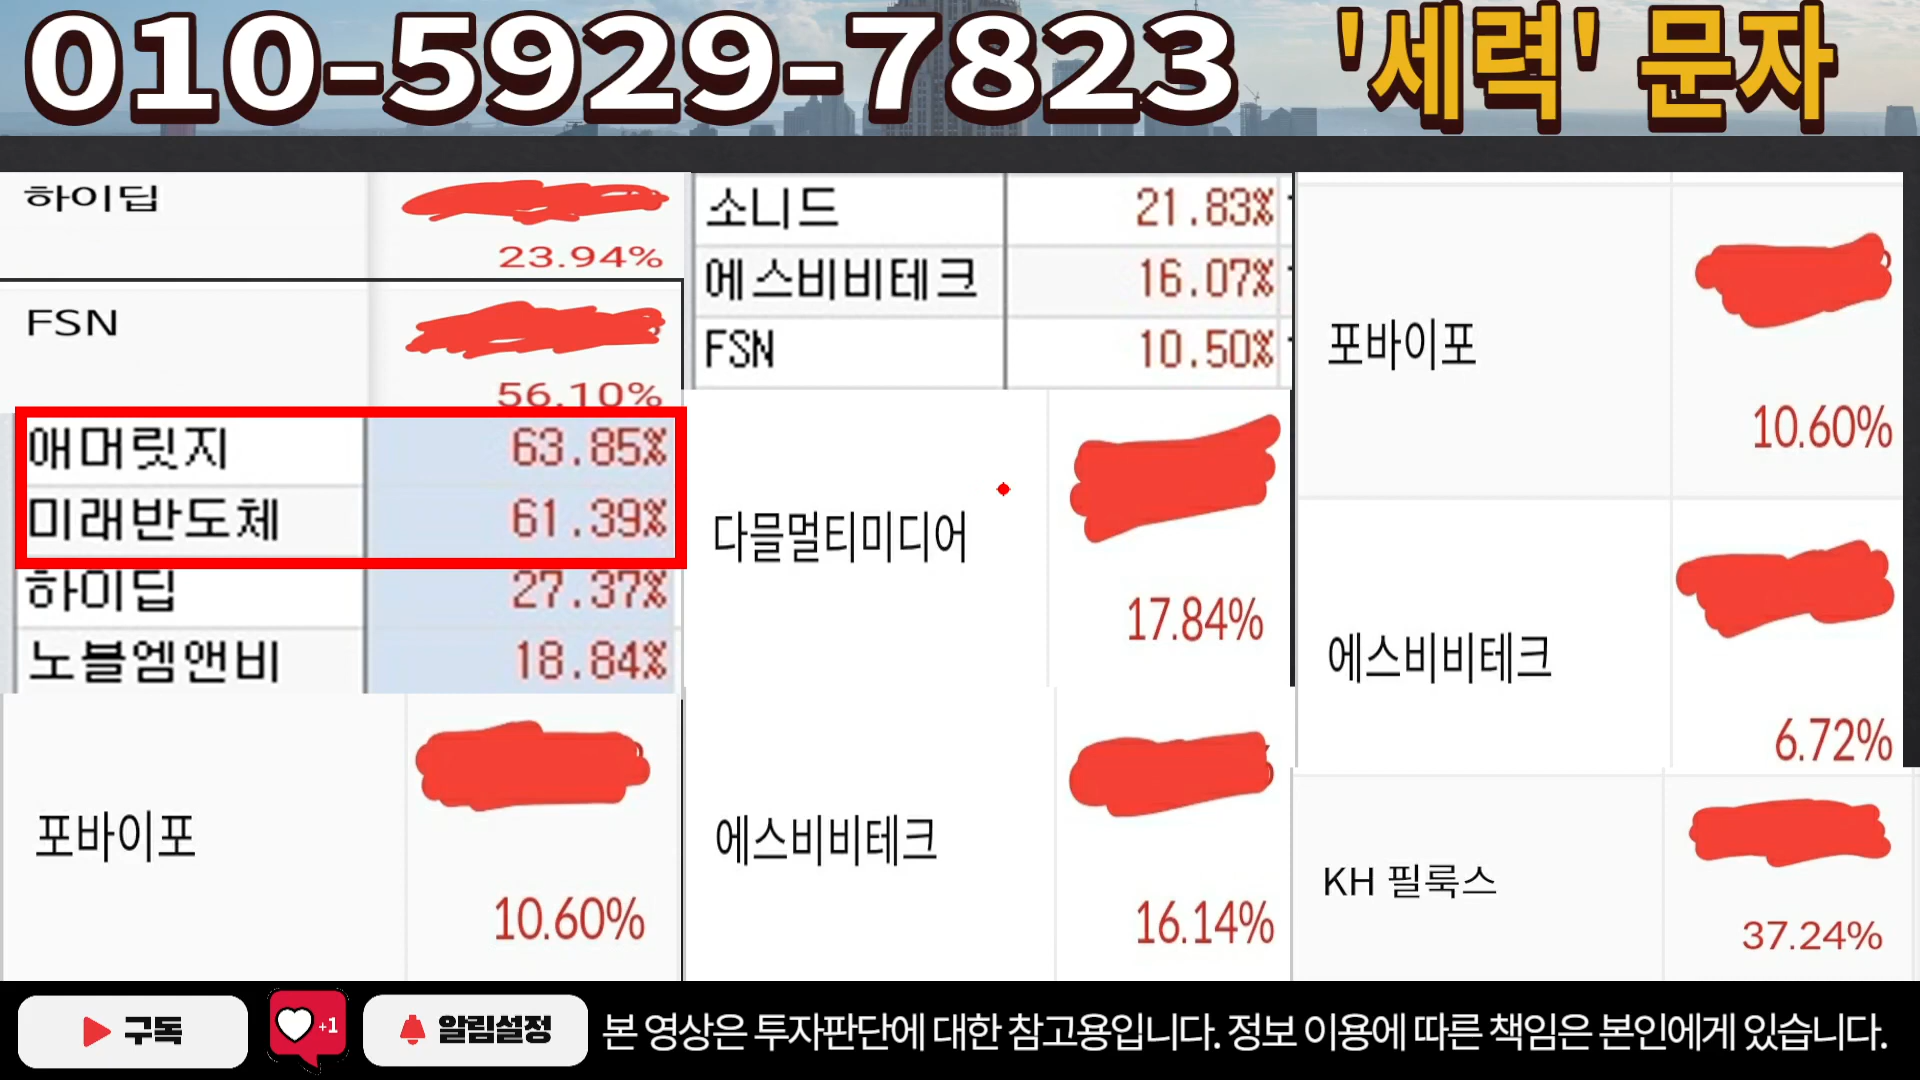 010-5929-7823 '세력' 문자
하이딥
23.94%
FSN
56.10%
애머릿지 63.85%
미래반도체 61.39%
하이딥 27.37%
노블엠앤비 18.84%
포바이포
10.60%
소니드 21.83%
에스비비테크 16.07%
FSN 10.50%
다믈멀티미디어
17.84%
에스비비테크
16.14%
포바이포
10.60%
에스비비테크
6.72%
KH 필룩스
37.24%
구독 +1 알림설정 본 영상은 투자판단에 대한 참고용입니다. 정보 이용에 따른 책임은 본인에게 있습니다.